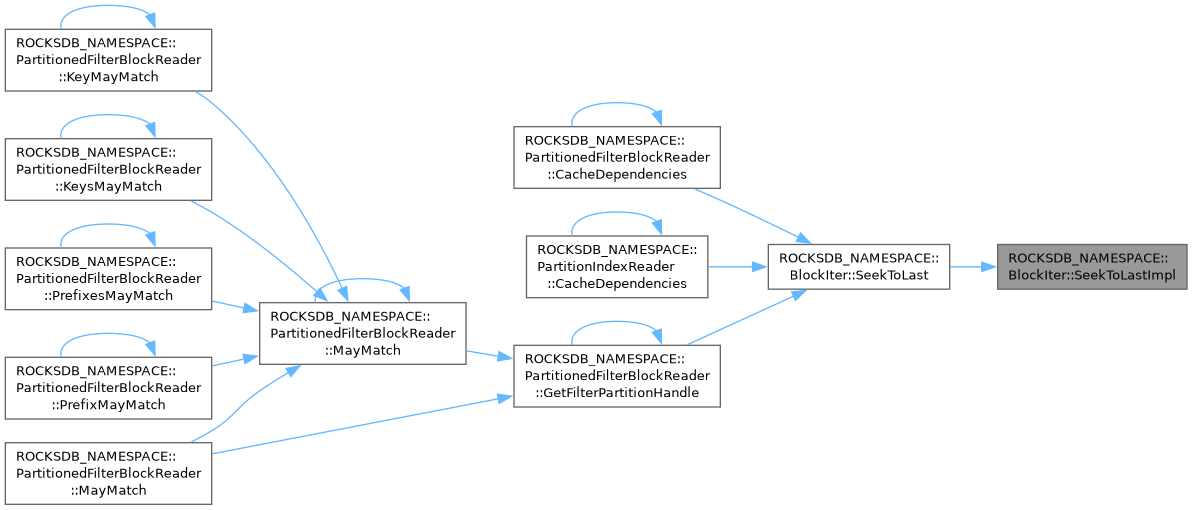 ROCKSDB_NAMESPACE::
PartitionedFilterBlockReader
::KeyMayMatch
ROCKSDB_NAMESPACE::
PartitionedFilterBlockReader
::KeysMayMatch
ROCKSDB_NAMESPACE::
PartitionedFilterBlockReader
::PrefixesMayMatch
ROCKSDB_NAMESPACE::
PartitionedFilterBlockReader
::PrefixMayMatch
ROCKSDB_NAMESPACE::
PartitionedFilterBlockReader
::MayMatch
ROCKSDB_NAMESPACE::
PartitionedFilterBlockReader
::MayMatch
ROCKSDB_NAMESPACE::
PartitionedFilterBlockReader
::CacheDependencies
ROCKSDB_NAMESPACE::
PartitionIndexReader
::CacheDependencies
ROCKSDB_NAMESPACE::
PartitionedFilterBlockReader
::GetFilterPartitionHandle
ROCKSDB_NAMESPACE::
BlockIter::SeekToLast
ROCKSDB_NAMESPACE::
BlockIter::SeekToLastImpl